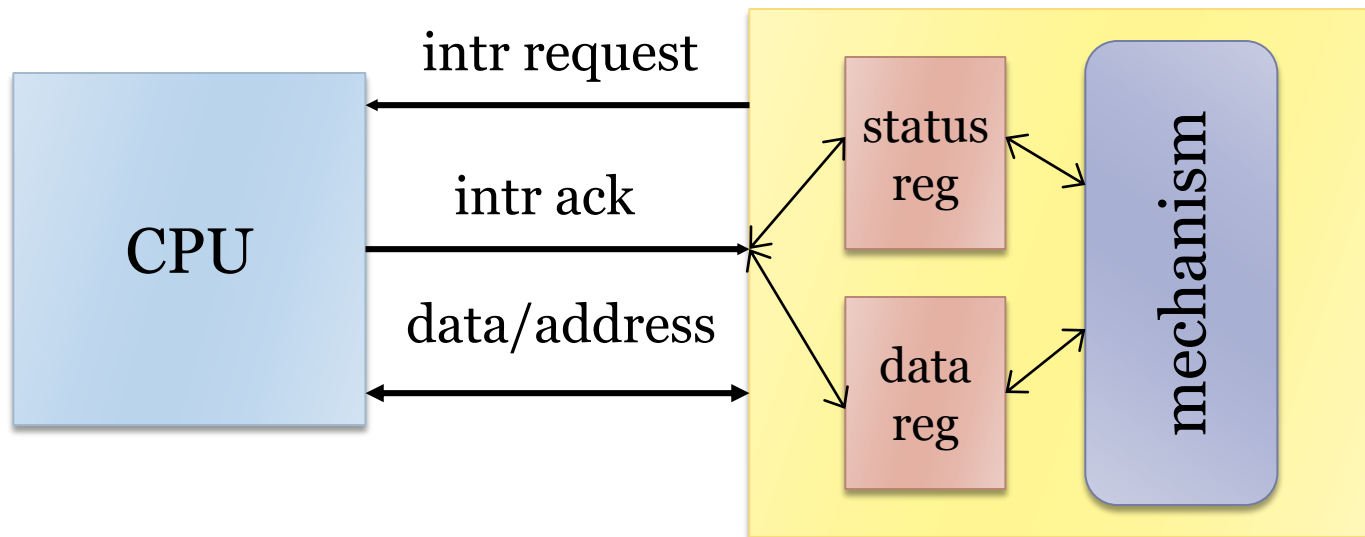 CPU
intr request
intr ack
data/address
status
reg
data
reg
mechanism